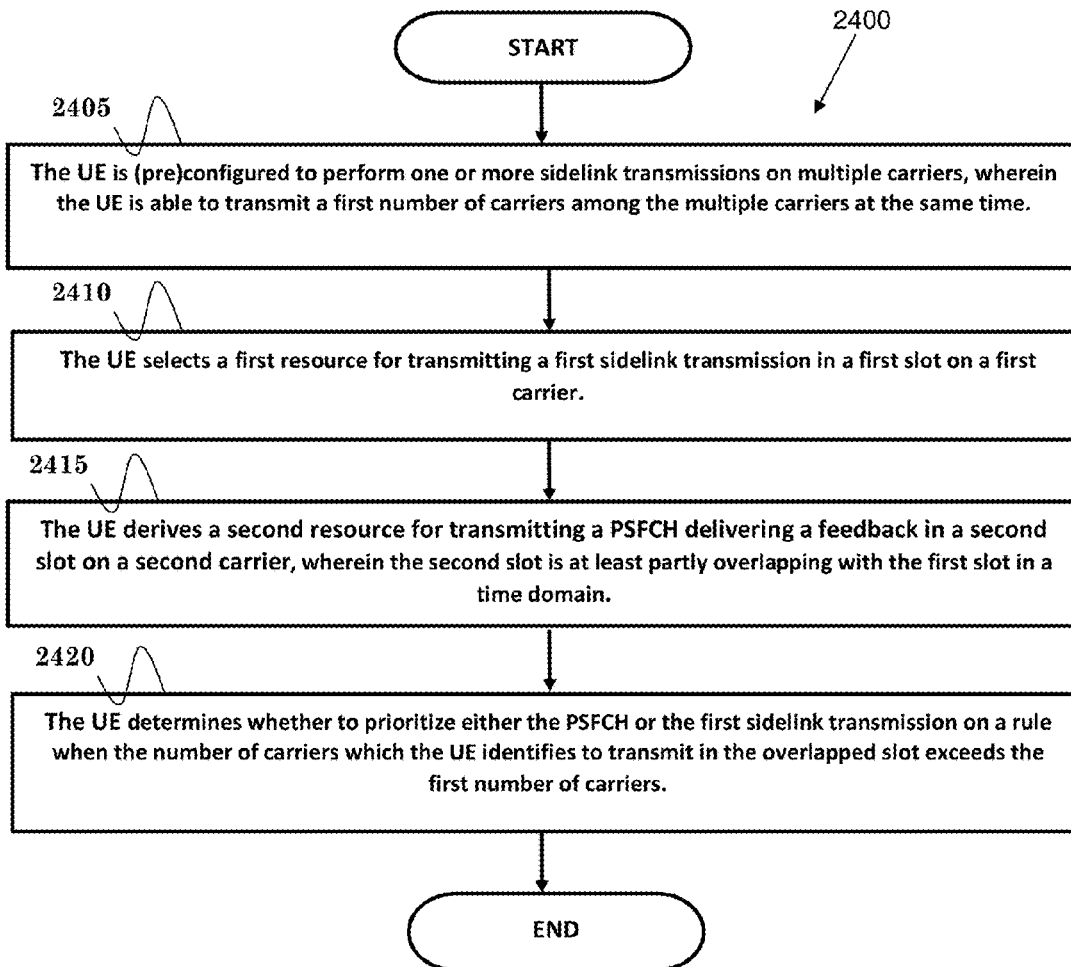 START
2400
2405
The UE is (pre)configured to perform one or more sidelink transmissions on multiple carriers, wherein
the UE is able to transmit a first number of carriers among the multiple carriers at the same time.
2410
The UE selects a first resource for transmitting a first sidelink transmission in a first slot on a first
carrier.
2415
The UE derives a second resource for transmitting a PSFCH delivering a feedback in a second
slot on a second carrier, wherein the second slot is at least partly overlapping with the first slot in a
time domain.
2420
The UE determines whether to prioritize either the PSFCH or the first sidelink transmission on a rule
when the number of carriers which the UE identifies to transmit in the overlapped slot exceeds the
first number of carriers.
END